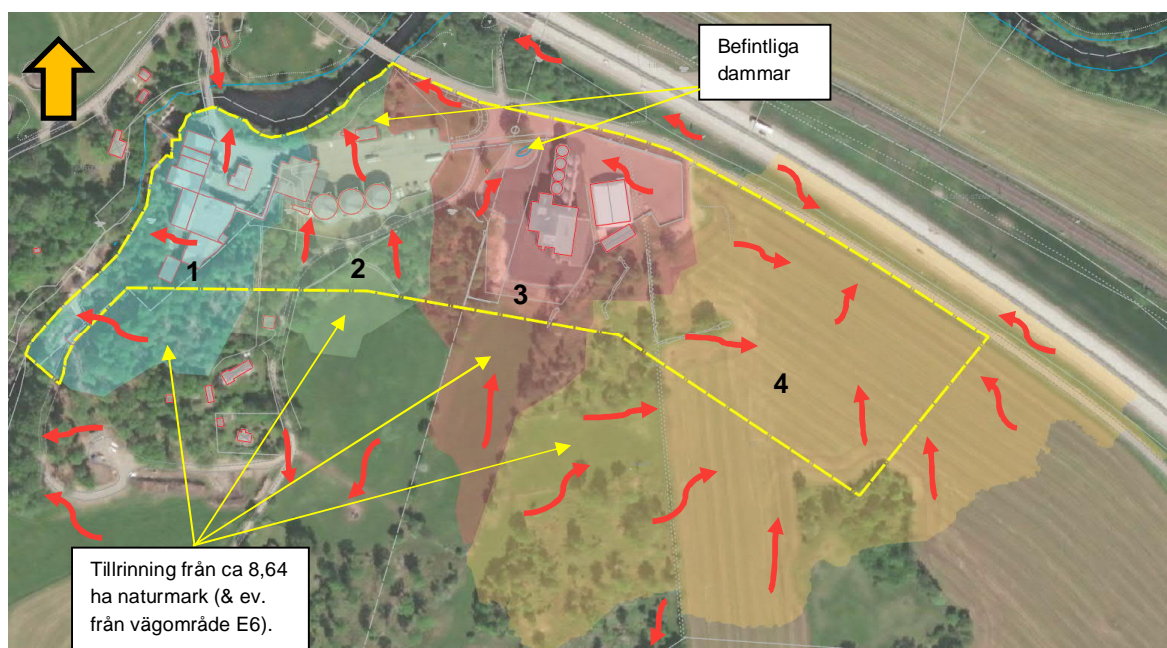 Befintliga
dammar
1
2
3
4
Tillrinning från ca 8,64
ha naturmark (& ev.
från vägområde E6).